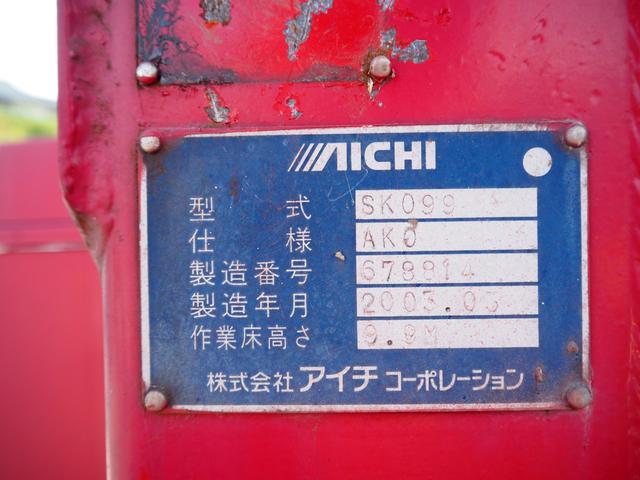 AICHI
型式 SK099
仕様 AK0
製造番号 678814
製造年月 2003.03
作業床高さ 9.9M
株式会社 アイチ コーポレーション